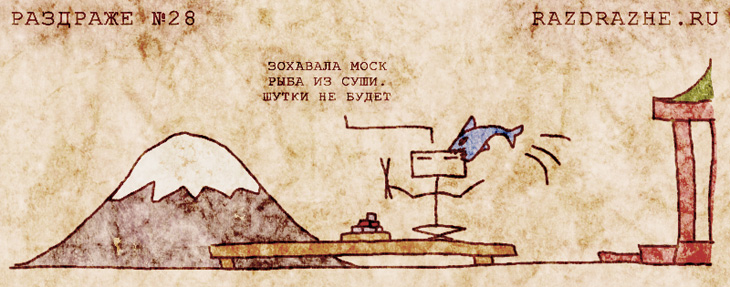 РАЗДРАЖЕ №28
RAZDRAZHE.RU
ЗОХАВАЛА МОСК
РЫБА ИЗ СУШИ.
ШУТКИ НЕ БУДЕТ